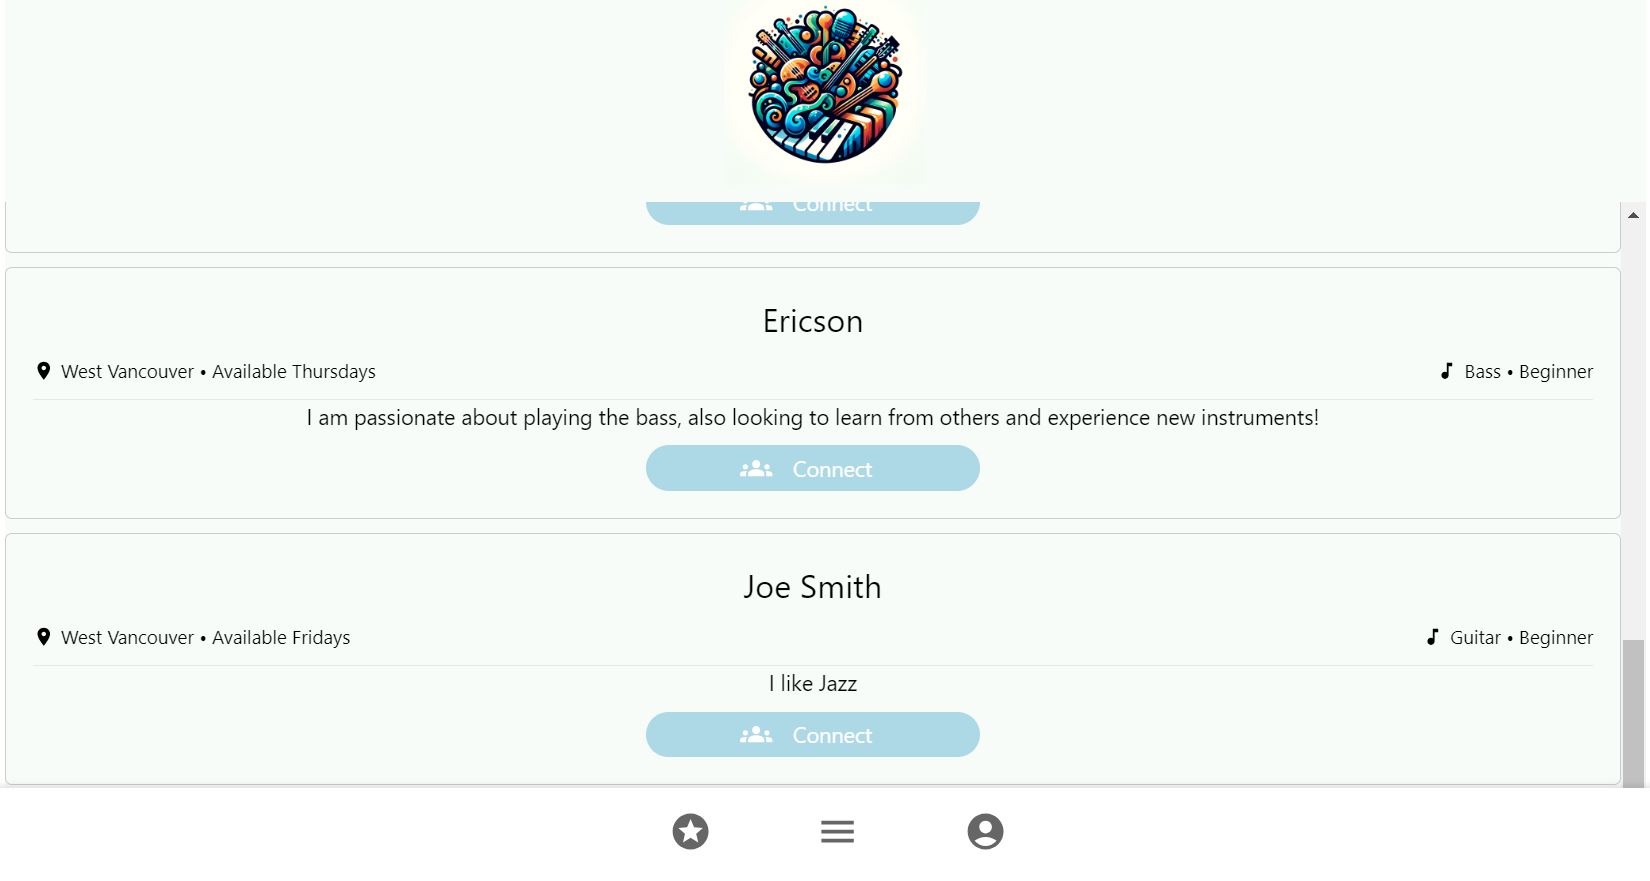 Connect
Ericson
West Vancouver • Available Thursdays
Bass • Beginner
I am passionate about playing the bass, also looking to learn from others and experience new instruments!
Connect
Joe Smith
West Vancouver • Available Fridays
Guitar • Beginner
I like Jazz
Connect